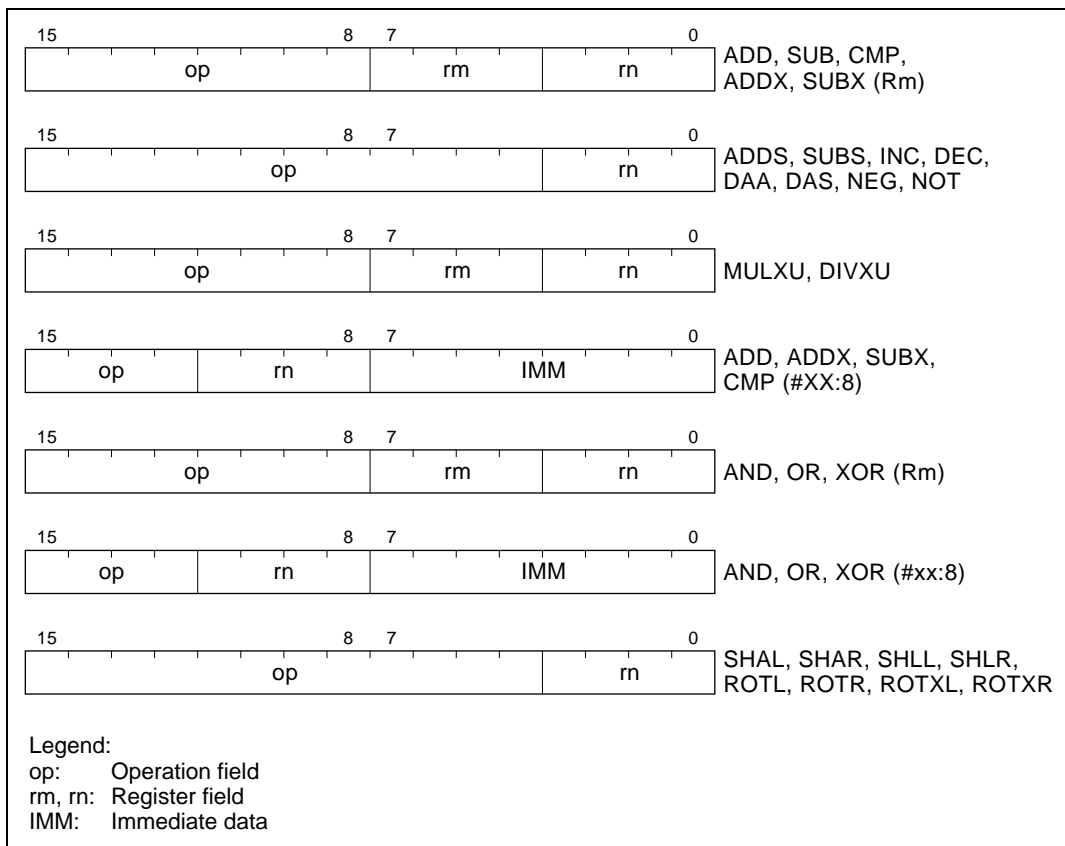 15 8 7 0
op rm rn
ADD, SUB, CMP,
ADDX, SUBX (Rm)
15 8 7 0
op rn
ADDS, SUBS, INC, DEC,
DAA, DAS, NEG, NOT
15 8 7 0
op rm rn
MULXU, DIVXU
15 8 7 0
op rn IMM
ADD, ADDX, SUBX,
CMP (#XX:8)
15 8 7 0
op rm rn
AND, OR, XOR (Rm)
15 8 7 0
op rn IMM
AND, OR, XOR (#xx:8)
15 8 7 0
op rn
SHAL, SHAR, SHLL, SHLR,
ROTL, ROTR, ROTXL, ROTXR
Legend:
op: Operation field
rm, rn: Register field
IMM: Immediate data